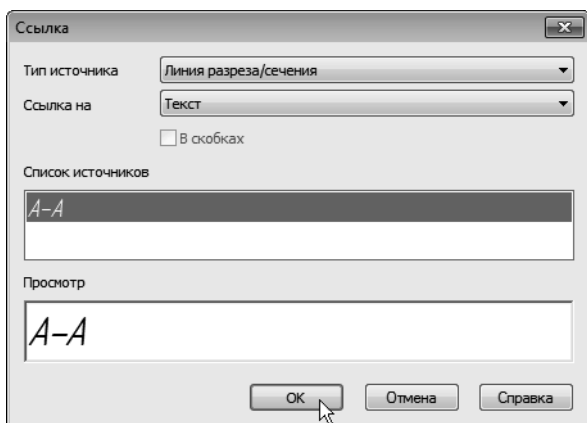 Ссылка
Тип источника Линия разреза/сечения
Ссылка на Текст
В скобках
Список источников
А–А
Просмотр
А–А
ОК Отмена Справка